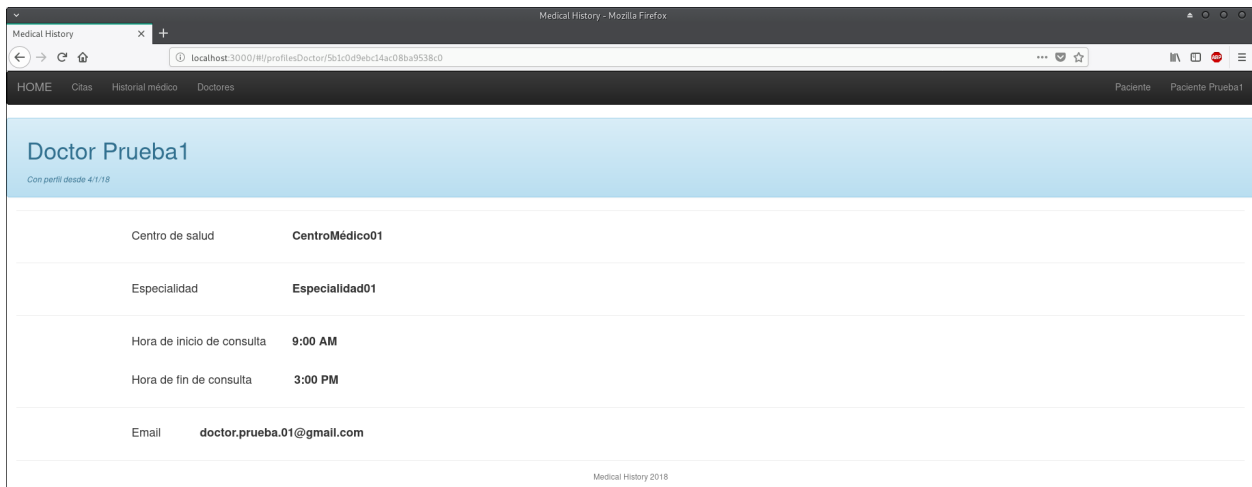 Medical History - Mozilla Firefox
Medical History
localhost:3000/#!/profilesDoctor/5b1c0d9ebc14ac08ba9538c0
ABP
HOME Citas Historial médico Doctores Paciente Paciente Prueba1
Doctor Prueba1
Con perfil desde 4/1/18
Centro de salud CentroMédico01
Especialidad Especialidad01
Hora de inicio de consulta 9:00 AM
Hora de fin de consulta 3:00 PM
Email doctor.prueba.01@gmail.com
Medical History 2018